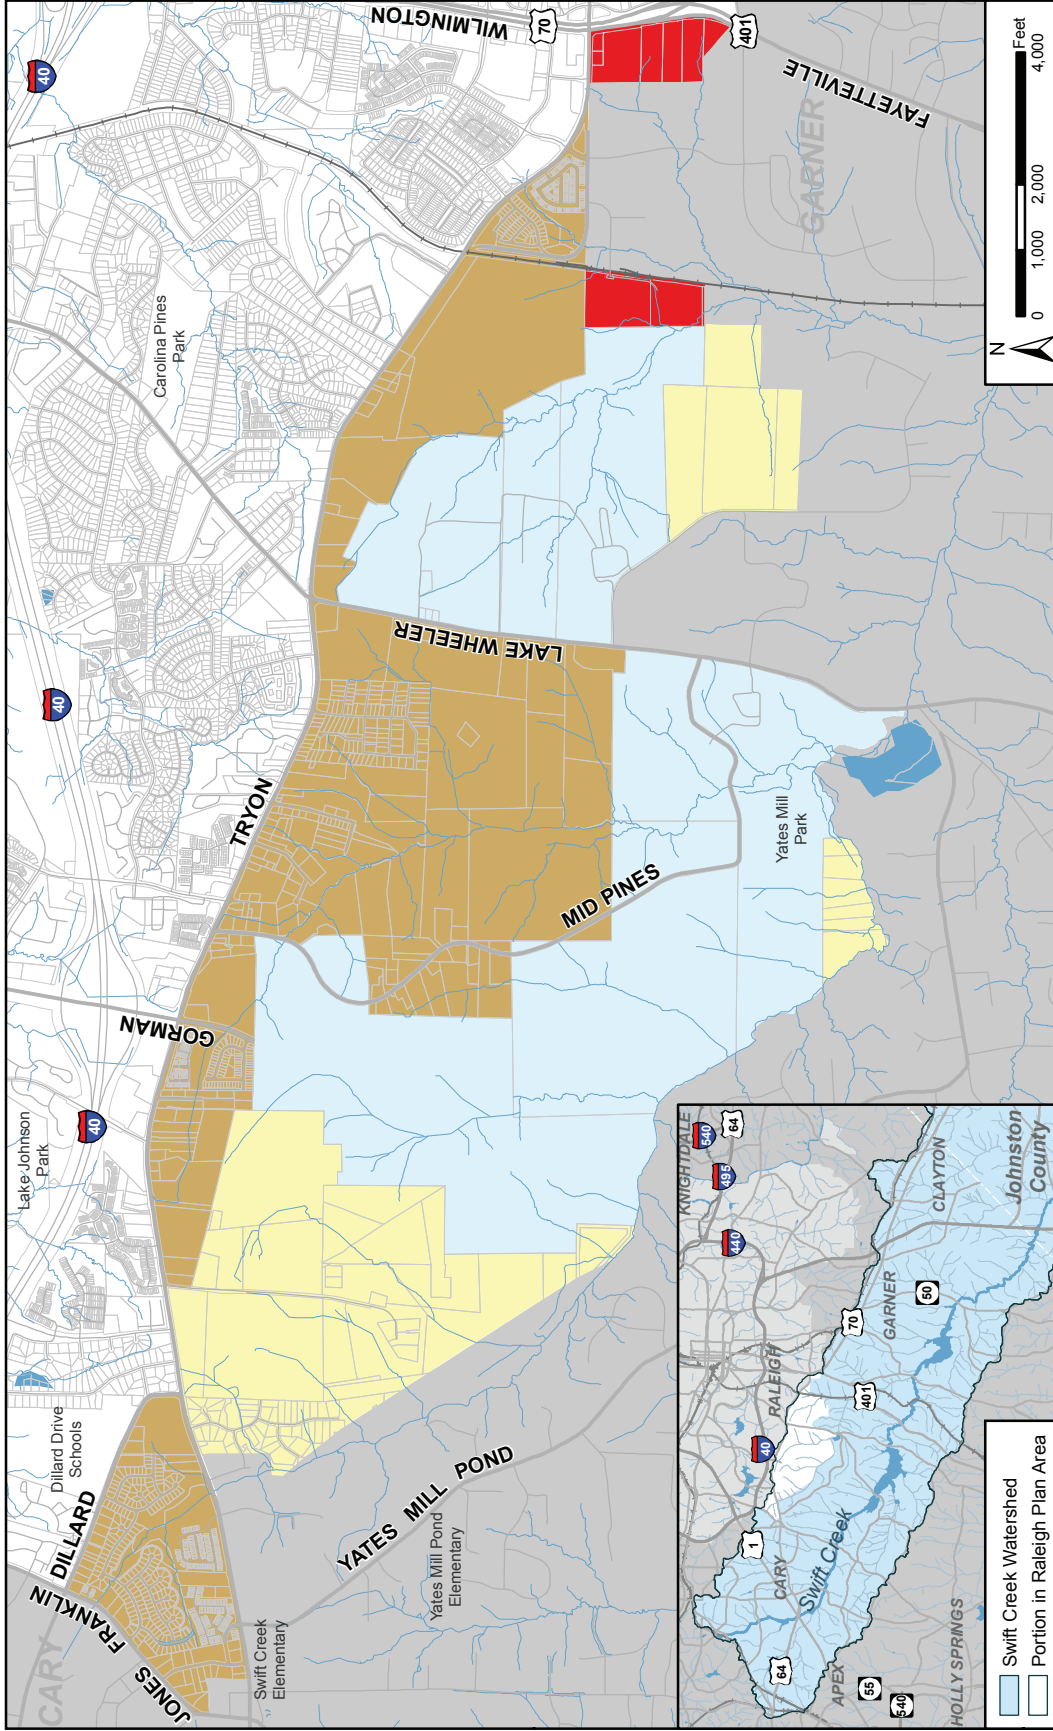 CARY
FRANKLIN
JONES
DILLARD
Dillard Drive
Schools
Swift Creek
Elementary
YATES MILL POND
Yates Mill Pond
Elementary
Lake Johnson
Park
40
GORMAN
TRYON
40
MID PINES
LAKE WHEELER
Yates Mill
Park
Carolina Pines
Park
40
WILMINGTON
70
401
FAYETTEVILLE
GARNER
N
0
1,000
2,000
4,000
Feet
KNIGHTDALE
540
64
495
440
RALEIGH
40
70
GARNER
50
CLAYTON
Johnston
County
401
1
CARY
Swift Creek
64
APEX
55
540
HOLLY SPRINGS
Swift Creek Watershed
Portion in Raleigh Plan Area